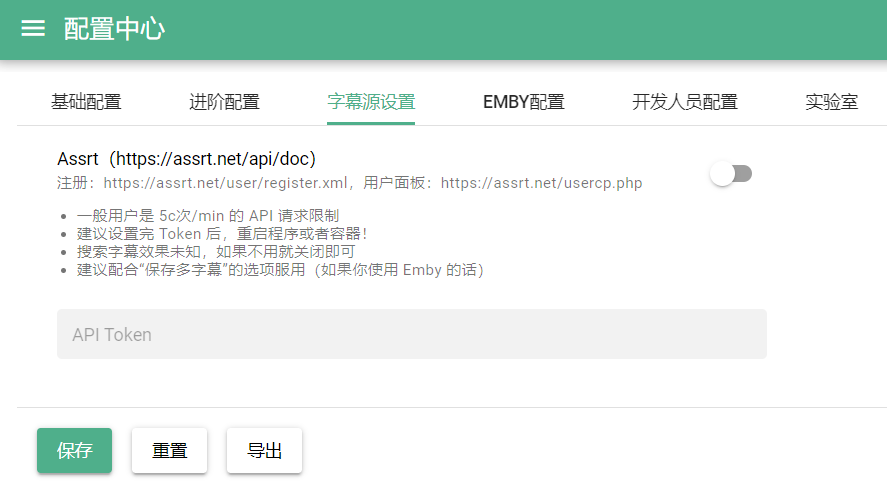 配置中心
基础配置 进阶配置 字幕源设置 EMBY配置 开发人员配置 实验室
Assrt（https://assrt.net/api/doc）
注册：https://assrt.net/user/register.xml，用户面板：https://assrt.net/usercp.php
一般用户是 5c次/min 的 API 请求限制
建议设置完 Token 后，重启程序或者容器！
搜索字幕效果未知，如果不用就关闭即可
建议配合“保存多字幕”的选项服用（如果你使用 Emby 的话）
API Token
保存 重置 导出